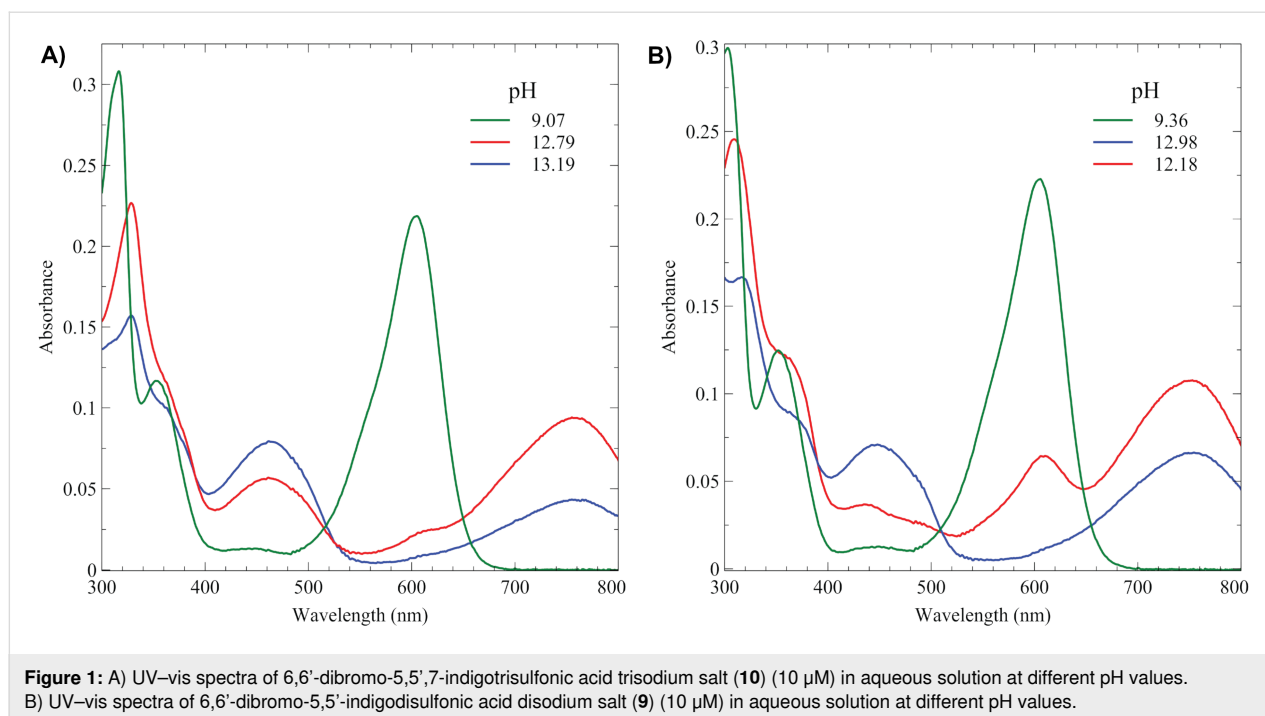 A)
pH
9.07
12.79
13.19
0.3
0.25
0.2
0.15
0.1
0.05
0
Absorbance
300 400 500 600 700 800
Wavelength (nm)
B)
pH
9.36
12.98
12.18
0.3
0.25
0.2
0.15
0.1
0.05
0
Absorbance
300 400 500 600 700 800
Wavelength (nm)
Figure 1: A) UV–vis spectra of 6,6’-dibromo-5,5’,7-indigotrisulfonic acid trisodium salt (10) (10 µM) in aqueous solution at different pH values.
B) UV–vis spectra of 6,6’-dibromo-5,5’-indigodisulfonic acid disodium salt (9) (10 µM) in aqueous solution at different pH values.